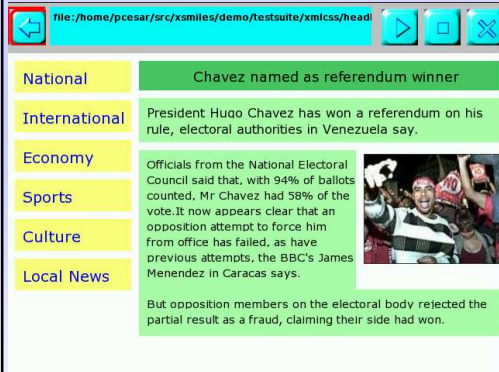 file:/home/pcesar/src/xsmiles/demo/testsuite/xmlcss/headl
National
International
Economy
Sports
Culture
Local News
Chavez named as referendum winner
President Hugo Chavez has won a referendum on his
rule, electoral authorities in Venezuela say.
Officials from the National Electoral
Council said that, with 94% of ballots
counted, Mr Chavez had 58% of the
vote.It now appears clear that an
opposition attempt to force him
from office has failed, as have
previous attempts, the BBC's James
Menendez in Caracas says.
But opposition members on the electoral body rejected the
partial result as a fraud, claiming their side had won.